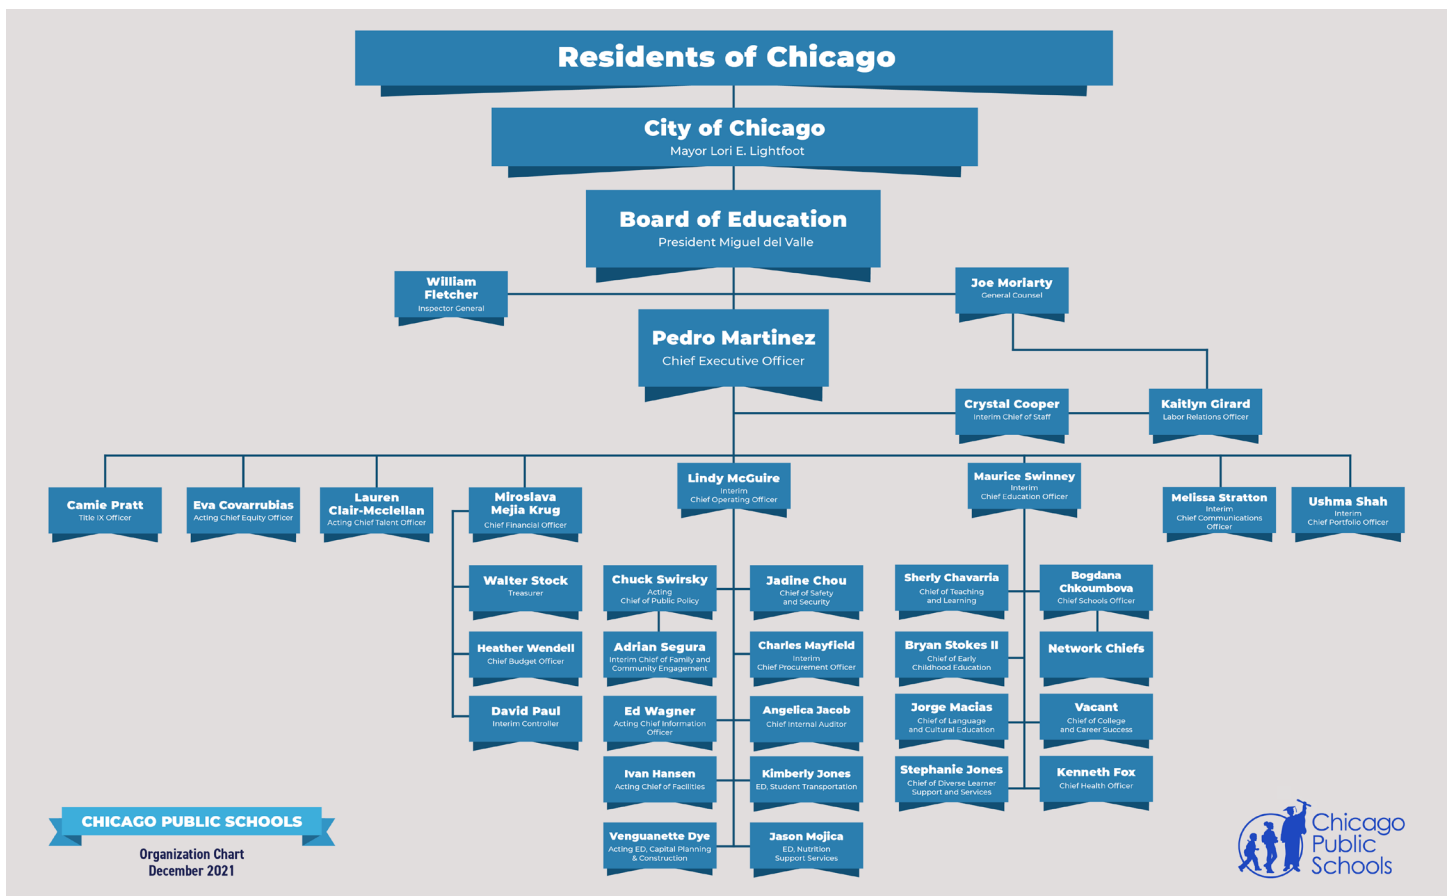 Residents of Chicago
City of Chicago
Mayor Lori E. Lightfoot
Board of Education
President Miguel del Valle
William
Fletcher
Inspector General
Joe Moriarty
General Counsel
Pedro Martinez
Chief Executive Officer
Crystal Cooper
Interim Chief of Staff
Kaitlyn Girard
Labor Relations Officer
Camie Pratt
Title IX Officer
Eva Covarrubias
Acting Chief Equity Officer
Lauren
Clair-Mcclellan
Acting Chief Talent Officer
Miroslava
Mejia Krug
Chief Financial Officer
Lindy McGuire
Interim
Chief Operating Officer
Maurice Swinney
Interim
Chief Education Officer
Melissa Stratton
Interim
Chief Communications
Officer
Ushma Shah
Interim
Chief Portfolio Officer
Walter Stock
Treasurer
Heather Wendell
Chief Budget Officer
David Paul
Interim Controller
Chuck Swirsky
Acting
Chief of Public Policy
Jadine Chou
Chief of Safety
and Security
Adrian Segura
Interim Chief of Family and
Community Engagement
Charles Mayfield
Interim
Chief Procurement Officer
Ed Wagner
Acting Chief Information
Officer
Angelica Jacob
Chief Internal Auditor
Ivan Hansen
Acting Chief of Facilities
Kimberly Jones
ED, Student Transportation
Venguanette Dye
Acting ED, Capital Planning
& Construction
Jason Mojica
ED, Nutrition
Support Services
Sherly Chavarria
Chief of Teaching
and Learning
Bogdana
Chkoumbova
Chief Schools Officer
Bryan Stokes II
Chief of Early
Childhood Education
Network Chiefs
Jorge Macias
Chief of Language
and Cultural Education
Vacant
Chief of College
and Career Success
Stephanie Jones
Chief of Diverse Learner
Support and Services
Kenneth Fox
Chief Health Officer
CHICAGO PUBLIC SCHOOLS
Organization Chart
December 2021
Chicago
Public
Schools